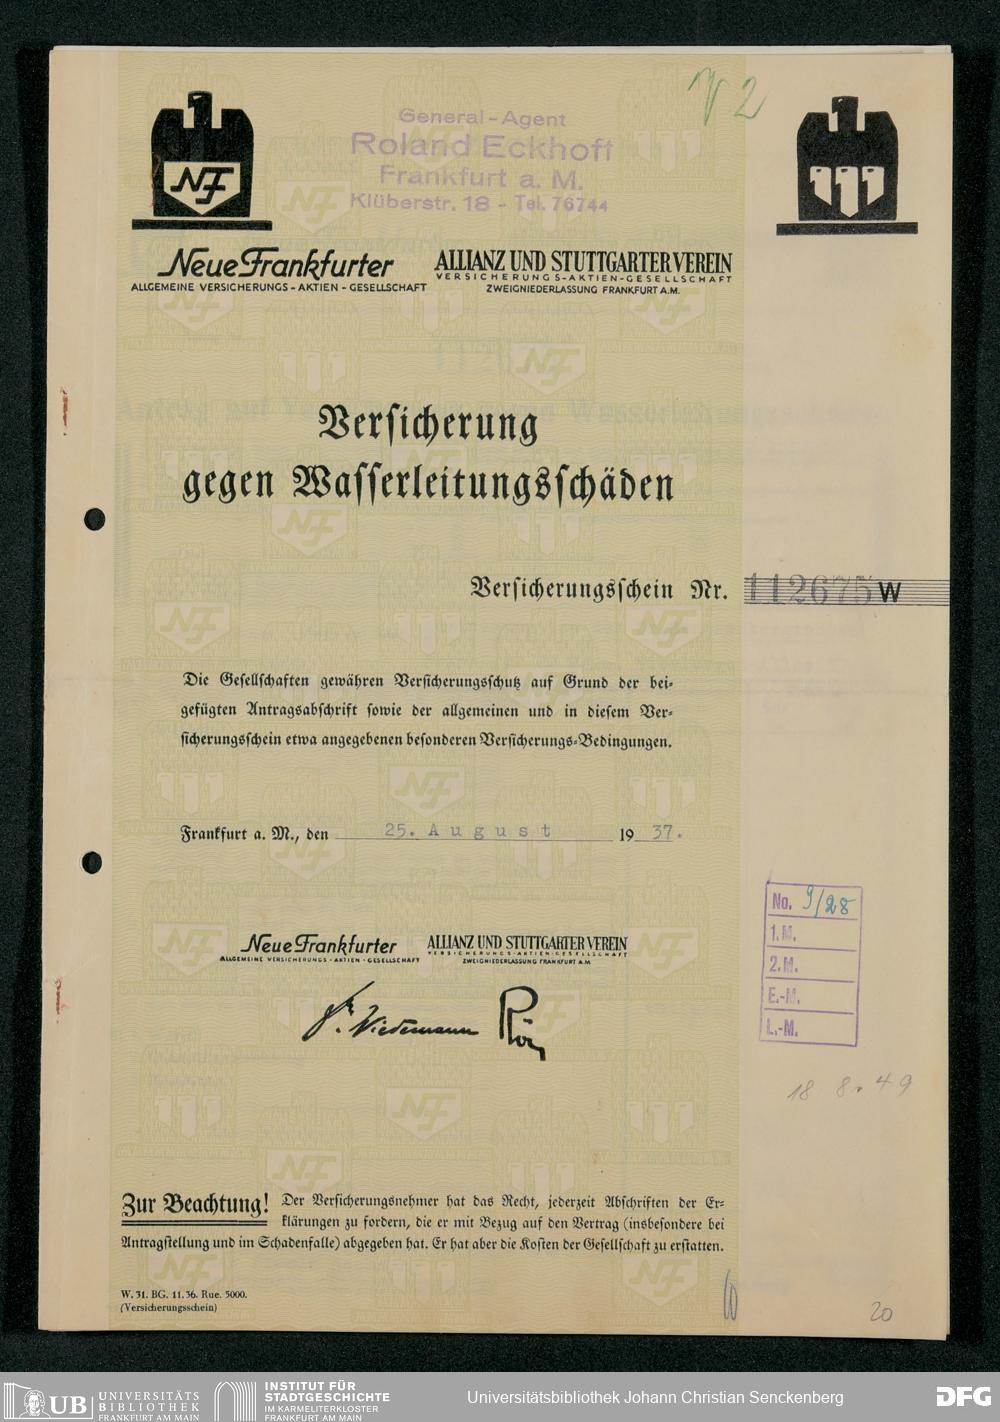 V 2
General-Agent
Roland Eckhoff
Frankfurt a. M.
Klüberstr. 18 - Tel. 76744
NF
Neue Frankfurter
ALLGEMEINE VERSICHERUNGS-AKTIEN-GESELLSCHAFT
ALLIANZ UND STUTTGARTER VEREIN
VERSICHERUNGS-AKTIEN-GESELLSCHAFT
ZWEIGNIEDERLASSUNG FRANKFURT A.M.
Versicherung
gegen Wasserleitungsschäden
Versicherungsschein Nr. 112675 W
Die Gesellschaften gewähren Versicherungsschutz auf Grund der bei-
gefügten Antragsabschrift sowie der allgemeinen und in diesem Ver-
sicherungsschein etwa angegebenen besonderen Versicherungs-Bedingungen.
Frankfurt a. M., den 25. August 19 37.
Neue Frankfurter
ALLGEMEINE VERSICHERUNGS-AKTIEN-GESELLSCHAFT
ALLIANZ UND STUTTGARTER VEREIN
VERSICHERUNGS-AKTIEN-GESELLSCHAFT
ZWEIGNIEDERLASSUNG FRANKFURT A.M.
Wiedemann
No. 9/28
1. M.
2. M.
E.-M.
L.-M.
18 8. 49
Zur Beachtung! Der Versicherungsnehmer hat das Recht, jederzeit Abschriften der Er-
klärungen zu fordern, die er mit Bezug auf den Vertrag (insbesondere bei
Antragstellung und im Schadenfalle) abgegeben hat. Er hat aber die Kosten der Gesellschaft zu erstatten.
W. 31. BG. 11. 36. Rue. 5000.
(Versicherungsschein)
20
UB UNIVERSITÄTS
BIBLIOTHEK
FRANKFURT AM MAIN
INSTITUT FÜR
STADTGESCHICHTE
IM KARMELITERKLOSTER
FRANKFURT AM MAIN
Universitätsbibliothek Johann Christian Senckenberg
DFG